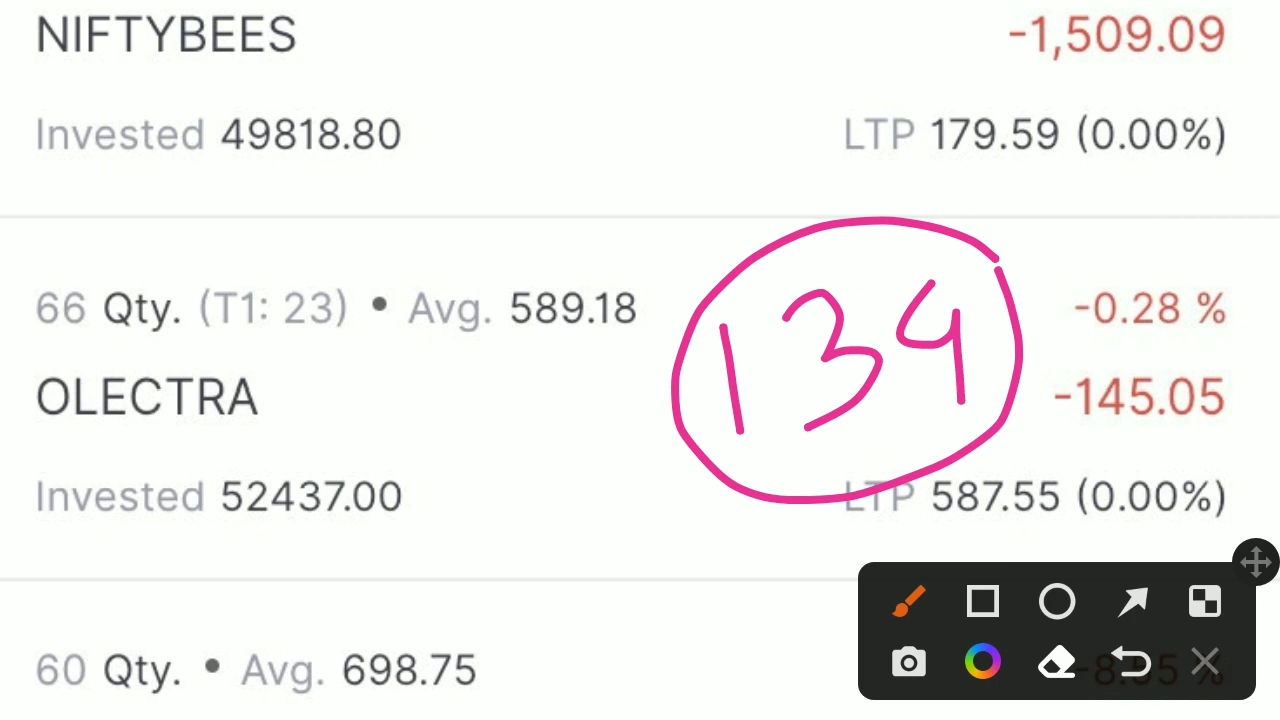 NIFTYBEES -1,509.09
Invested 49818.80 LTP 179.59 (0.00%)
66 Qty. (T1: 23) • Avg. 589.18 -0.28 %
134
OLECTRA -145.05
Invested 52437.00 LTP 587.55 (0.00%)
60 Qty. • Avg. 698.75